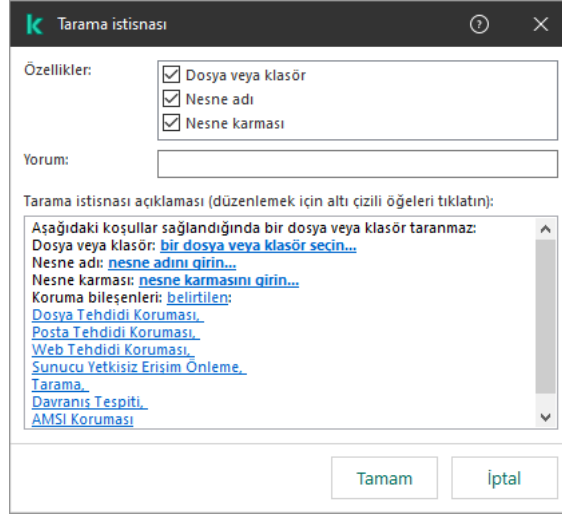 Tarama istisnası
Özellikler:
Dosya veya klasör
Nesne adı
Nesne karması
Yorum:
Tarama istisnası açıklaması (düzenlemek için altı çizili öğeleri tıklatın):
Aşağıdaki koşullar sağlandığında bir dosya veya klasör taranmaz:
Dosya veya klasör: bir dosya veya klasör seçin...
Nesne adı: nesne adını girin...
Nesne karması: nesne karmasını girin...
Koruma bileşenleri: belirtilen:
Dosya Tehdidi Koruması,
Posta Tehdidi Koruması,
Web Tehdidi Koruması,
Sunucu Yetkisiz Erişim Önleme,
Tarama,
Davranış Tespiti,
AMSI Koruması
Tamam
İptal